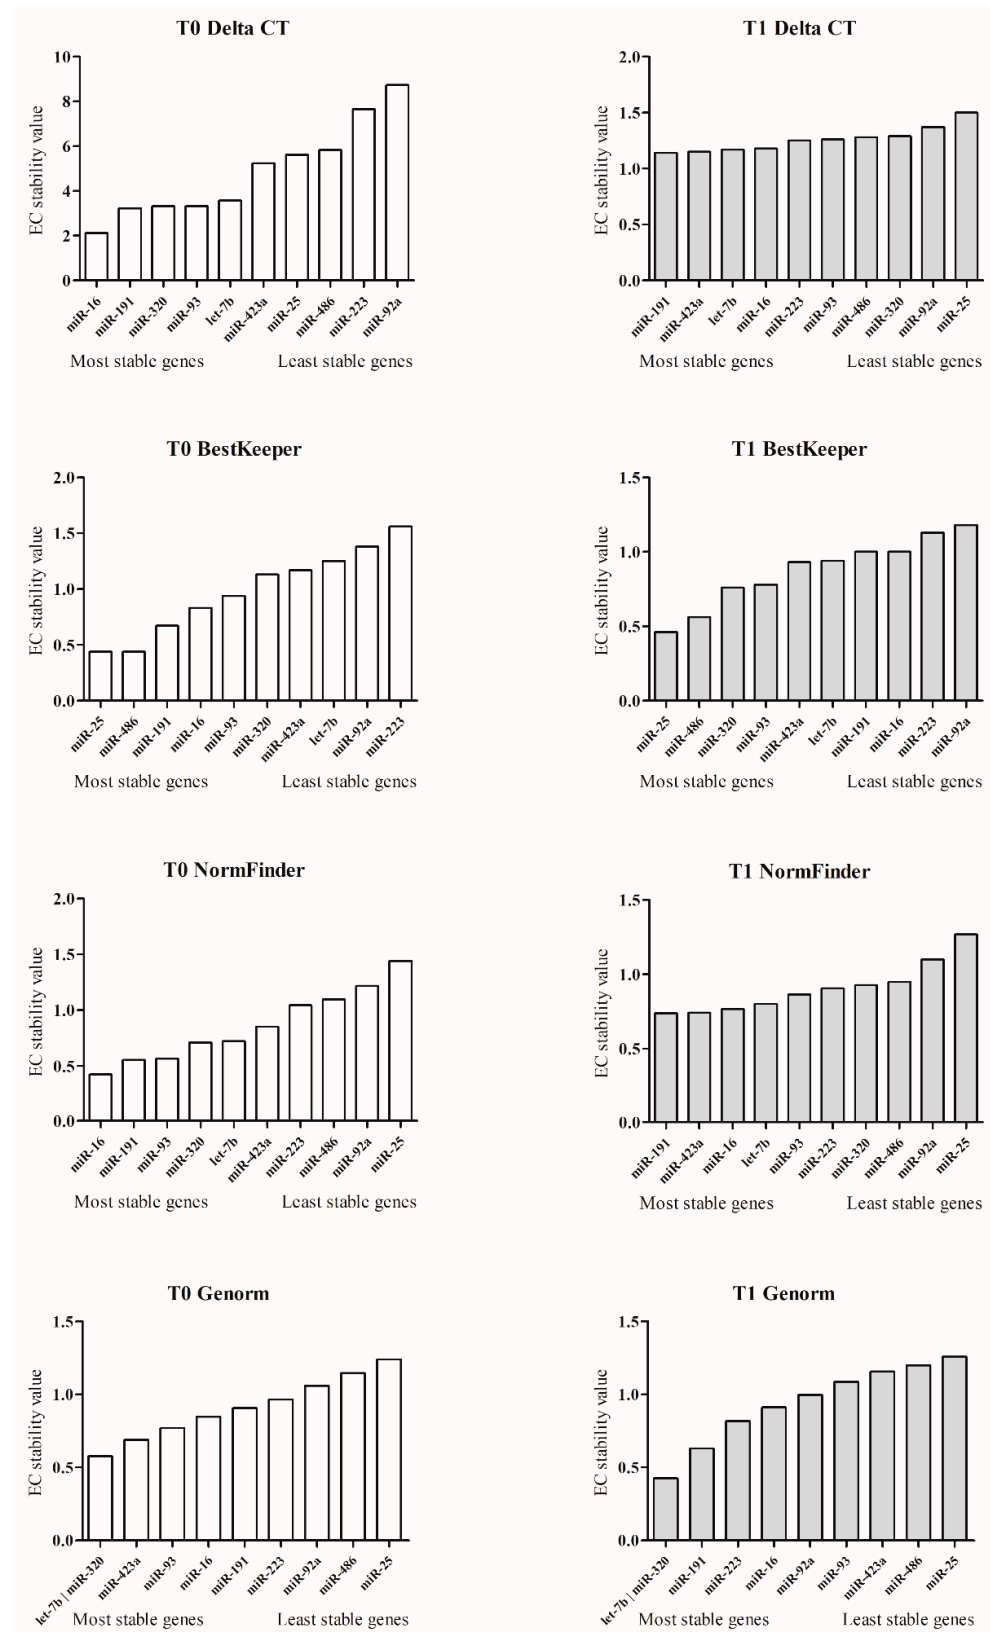 T0 Delta CT
EC stability value
10
8
6
4
2
0
miR-16
miR-191
miR-320
miR-93
let-7b
miR-423a
miR-25
miR-486
miR-223
miR-92a
Most stable genes
Least stable genes
T1 Delta CT
EC stability value
2.0
1.5
1.0
0.5
0.0
miR-191
miR-423a
let-7b
miR-16
miR-223
miR-93
miR-486
miR-320
miR-92a
miR-25
Most stable genes
Least stable genes
T0 BestKeeper
EC stability value
2.0
1.5
1.0
0.5
0.0
miR-25
miR-486
miR-191
miR-16
miR-93
miR-320
miR-423a
let-7b
miR-92a
miR-223
Most stable genes
Least stable genes
T1 BestKeeper
EC stability value
1.5
1.0
0.5
0.0
miR-25
miR-486
miR-320
miR-93
miR-423a
let-7b
miR-191
miR-16
miR-223
miR-92a
Most stable genes
Least stable genes
T0 NormFinder
EC stability value
2.0
1.5
1.0
0.5
0.0
miR-16
miR-191
miR-93
miR-320
let-7b
miR-423a
miR-223
miR-486
miR-92a
miR-25
Most stable genes
Least stable genes
T1 NormFinder
EC stability value
1.5
1.0
0.5
0.0
miR-191
miR-423a
miR-16
let-7b
miR-93
miR-223
miR-320
miR-486
miR-92a
miR-25
Most stable genes
Least stable genes
T0 Genorm
EC stability value
1.5
1.0
0.5
0.0
let-7b | miR-320
miR-423a
miR-93
miR-16
miR-191
miR-223
miR-92a
miR-486
miR-25
Most stable genes
Least stable genes
T1 Genorm
EC stability value
1.5
1.0
0.5
0.0
let-7b | miR-320
miR-191
miR-223
miR-16
miR-92a
miR-93
miR-423a
miR-486
miR-25
Most stable genes
Least stable genes